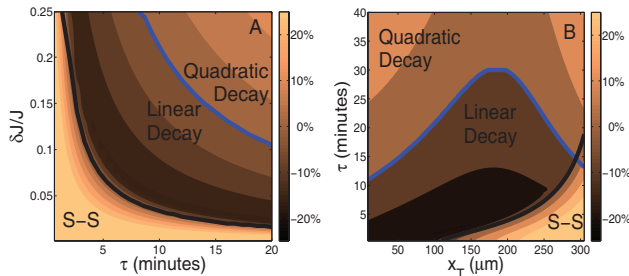 A
0.25
0.2
0.15
0.1
0.05
δJ/J
5
10
15
20
τ (minutes)
Quadratic
Decay
Linear
Decay
S−S
20%
10%
0%
−10%
−20%
B
40
35
30
25
20
15
10
5
τ (minutes)
50
100
150
200
250
300
x_T (μm)
Quadratic
Decay
Linear
Decay
S−S
20%
10%
0%
−10%
−20%